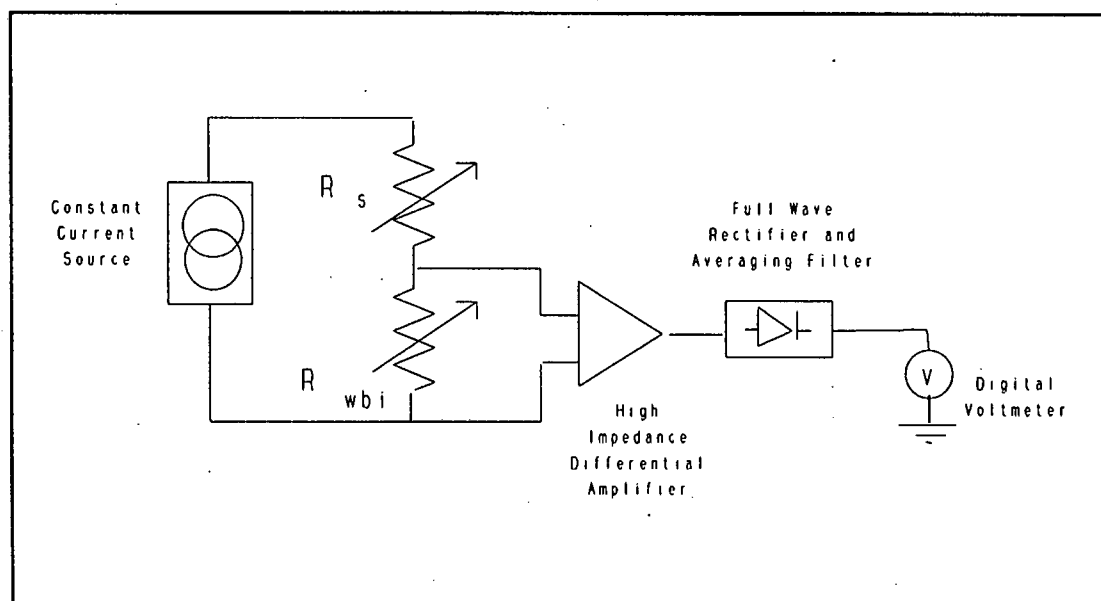 Constant
Current
Source
R s
R wbi
High
Impedance
Differential
Amplifier
Full Wave
Rectifier and
Averaging Filter
V
Digital
Voltmeter